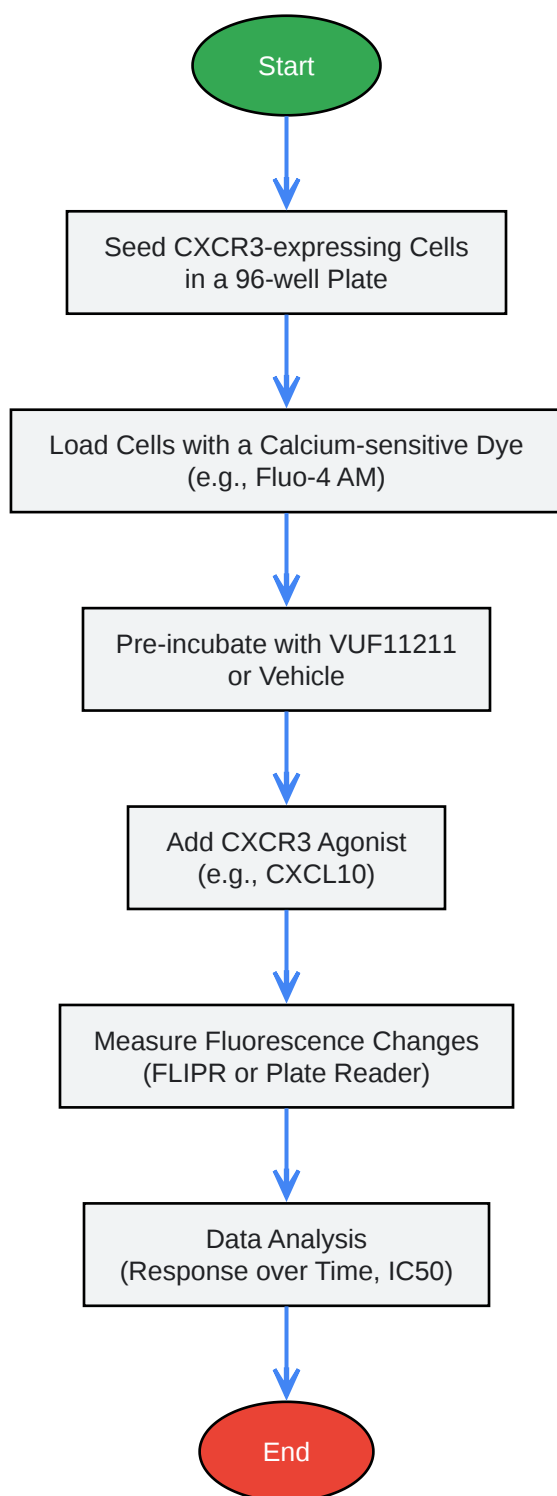 Start
Seed CXCR3-expressing Cells
in a 96-well Plate
Load Cells with a Calcium-sensitive Dye
(e.g., Fluo-4 AM)
Pre-incubate with VUF11211
or Vehicle
Add CXCR3 Agonist
(e.g., CXCL10)
Measure Fluorescence Changes
(FLIPR or Plate Reader)
Data Analysis
(Response over Time, IC50)
End